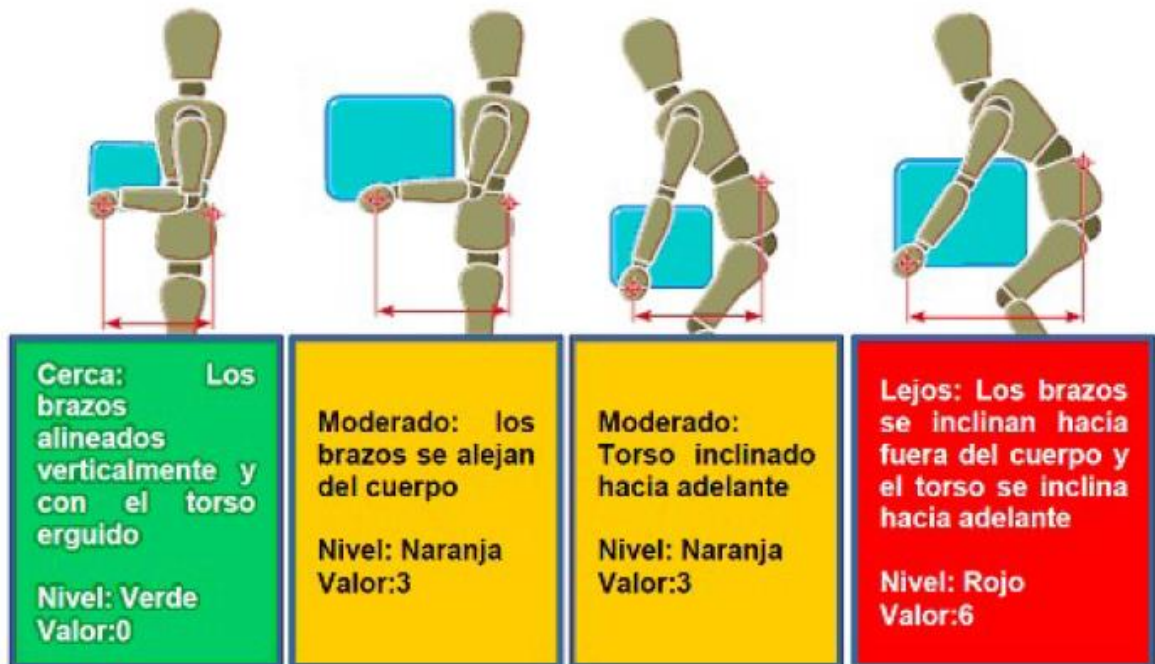 Cerca: Los
brazos
alineados
verticalmente y
con el torso
erguido
Nivel: Verde
Valor:0
Moderado: los
brazos se alejan
del cuerpo
Nivel: Naranja
Valor:3
Moderado:
Torso inclinado
hacia adelante
Nivel: Naranja
Valor:3
Lejos: Los brazos
se inclinan hacia
fuera del cuerpo y
el torso se inclina
hacia adelante
Nivel: Rojo
Valor:6